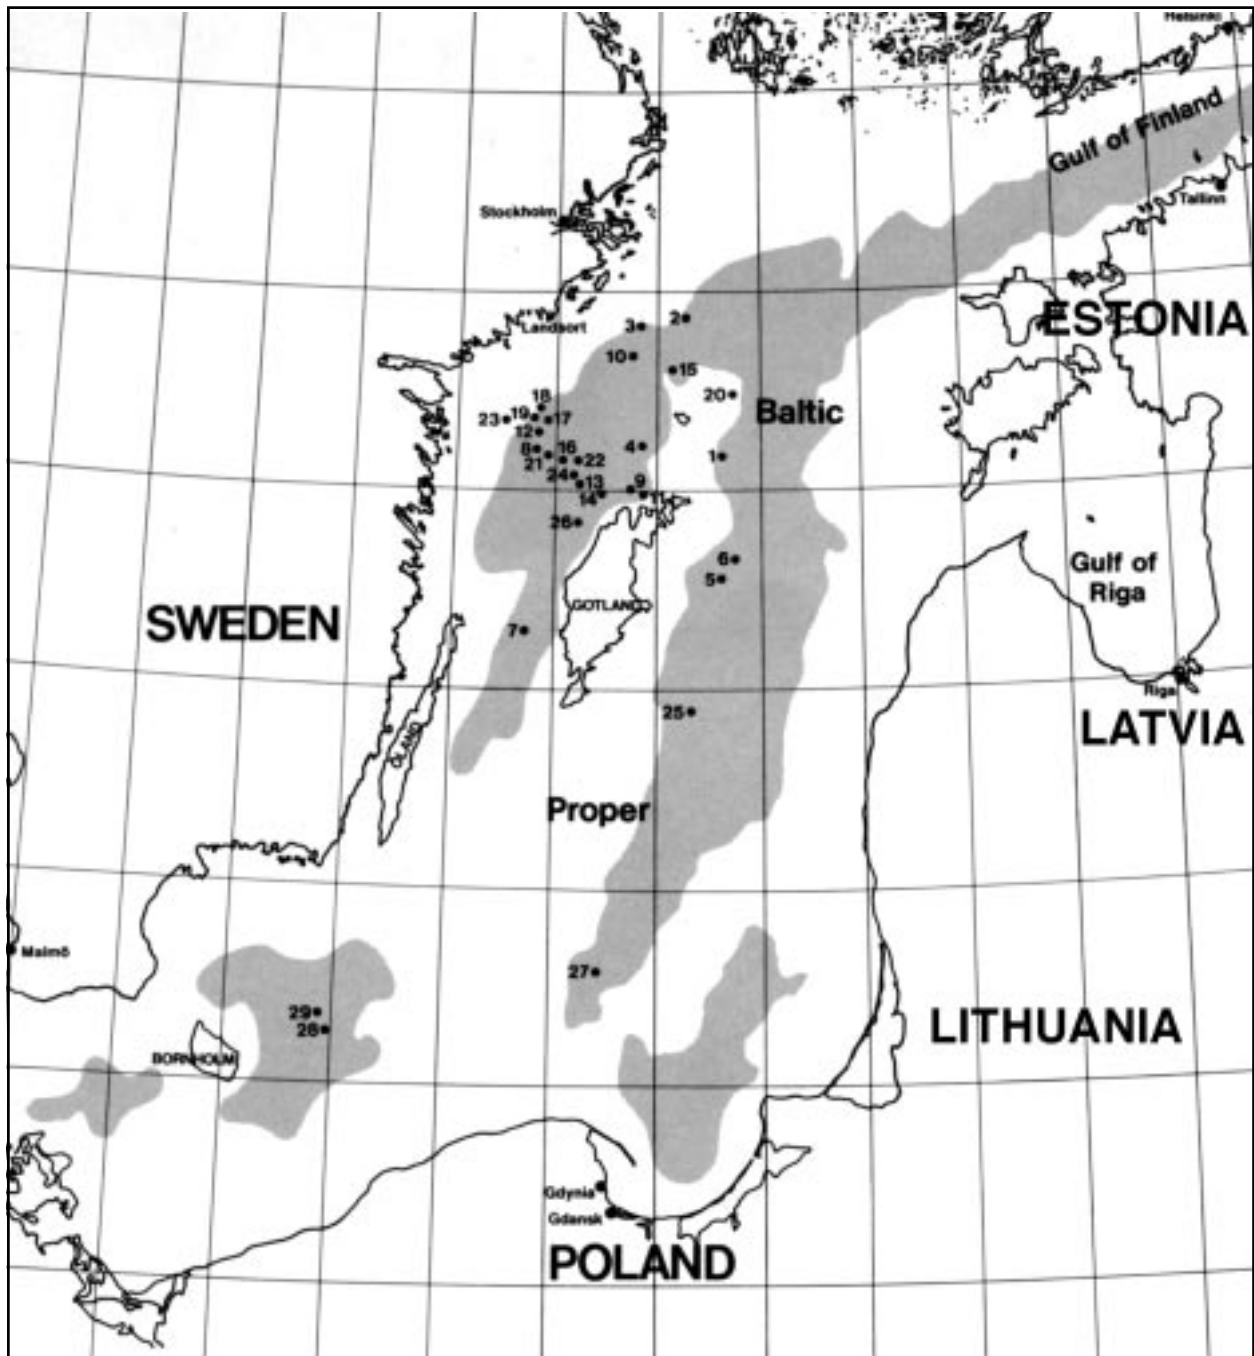 Helsinki
ÅLAND
Gulf of Finland
Stockholm
Tallinn
Landsort
ESTONIA
2
3
10
15
20
Baltic
18
19
23
17
12
8
16
4
21
22
1
24
13
9
14
11
26
6
5
Gulf of
Riga
GOTLAND
SWEDEN
7
Riga
25
LATVIA
ÖLAND
Proper
Malmö
27
29
28
LITHUANIA
BORNHOLM
Gdynia
Gdansk
POLAND